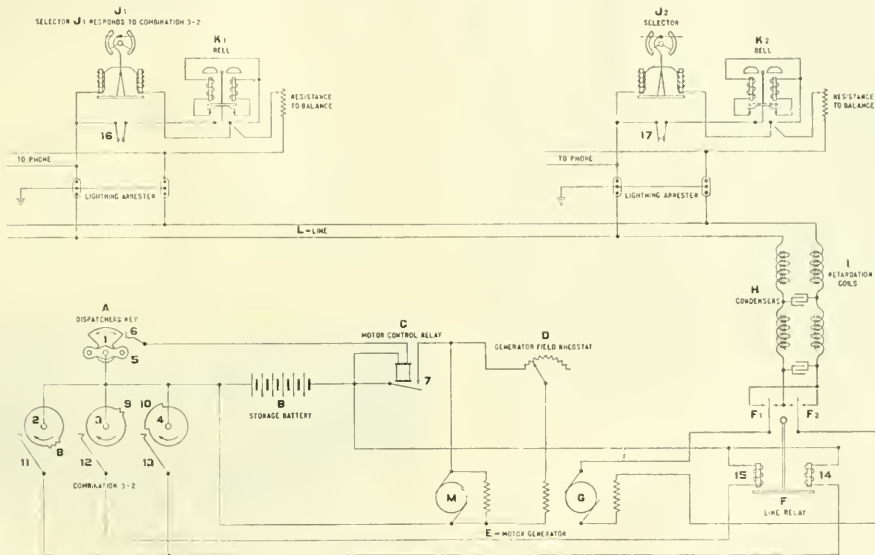 J1
SELECTOR J1 RESPONDS TO COMBINATION 3-2
K1
BELL
RESISTANCE
TO BALANCE
16
TO PHONE
LIGHTNING ARRESTER
J2
SELECTOR
K2
BELL
RESISTANCE
TO BALANCE
17
TO PHONE
LIGHTNING ARRESTER
L-LINE
H
CONDENSERS
I
RETARDATION
COILS
A
DISPATCHERS KEY
1
6
5
C
MOTOR CONTROL RELAY
7
D
GENERATOR FIELD RHEOSTAT
B
STORAGE BATTERY
2
8
3
9
10
4
11
12
13
COMBINATION 3-2
F1
F2
M
G
15
14
F
LINE RELAY
E-MOTOR GENERATOR